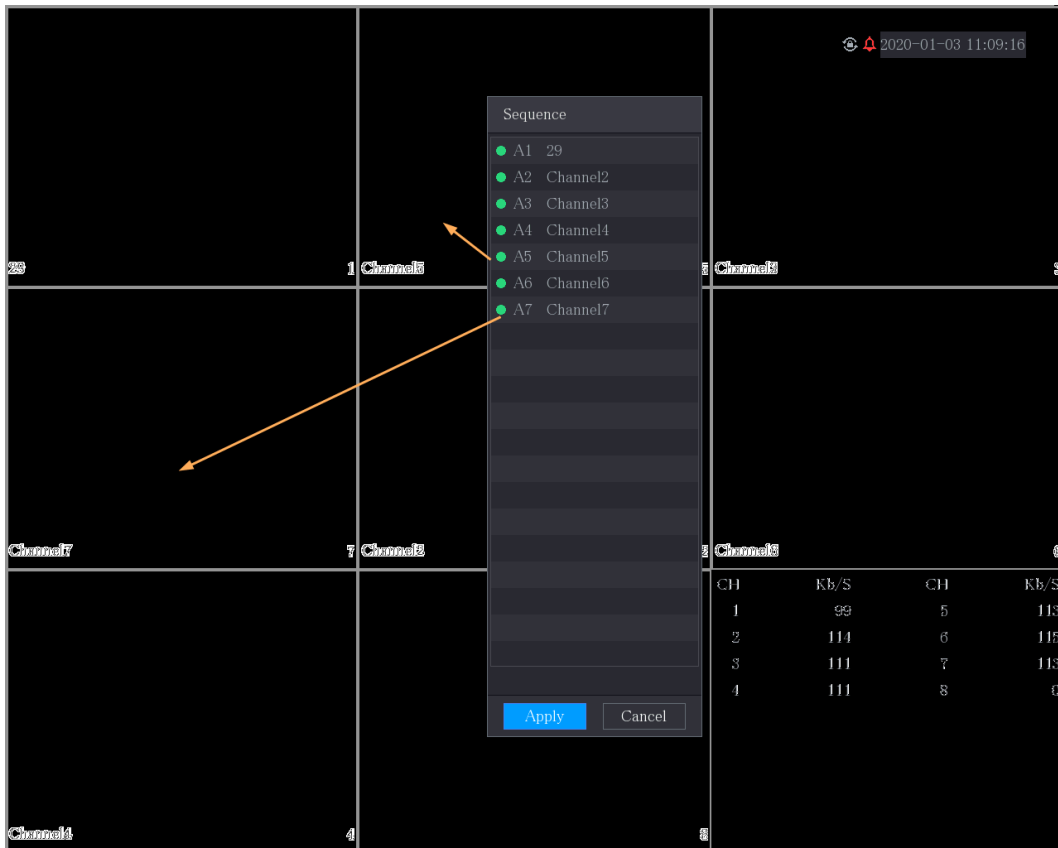 2020-01-03 11:09:16
Sequence
A1 29
A2 Channel2
A3 Channel3
A4 Channel4
A5 Channel5
A6 Channel6
A7 Channel7
29 1 Channel5 Channel3
Channel7 7 Channel2 Channel6
CH Kb/S CH Kb/S
1 99 5
2 114 6
3 111 7
4 111 8
Apply Cancel
Channel4 4